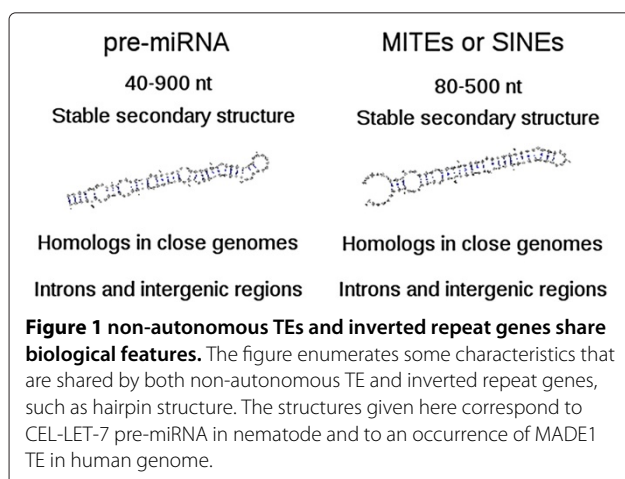 pre-miRNA
40-900 nt
Stable secondary structure
Homologs in close genomes
Introns and intergenic regions
MITEs or SINEs
80-500 nt
Stable secondary structure
Homologs in close genomes
Introns and intergenic regions
Figure 1 non-autonomous TEs and inverted repeat genes share
biological features. The figure enumerates some characteristics that
are shared by both non-autonomous TE and inverted repeat genes,
such as hairpin structure. The structures given here correspond to
CEL-LET-7 pre-miRNA in nematode and to an occurrence of MADE1
TE in human genome.